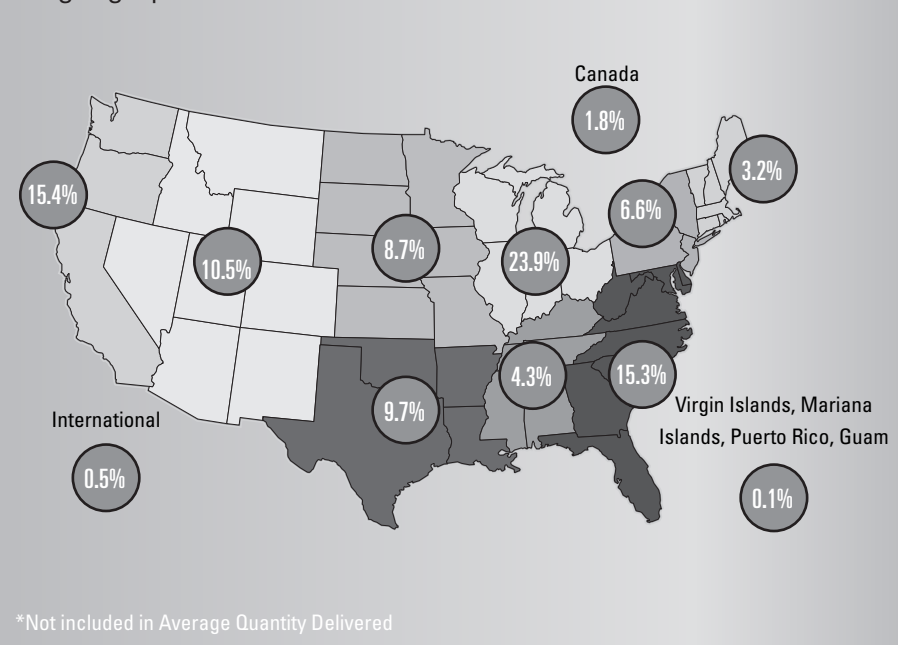 Canada
1.8%
3.2%
15.4%
6.6%
8.7%
23.9%
10.5%
4.3%
15.3%
9.7%
Virgin Islands, Mariana
Islands, Puerto Rico, Guam
International
0.5%
0.1%
*Not included in Average Quantity Delivered